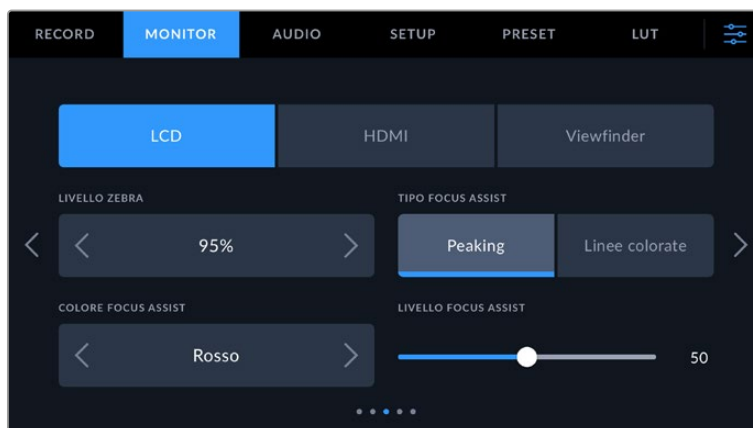 RECORD MONITOR AUDIO SETUP PRESET LUT
LCD HDMI Viewfinder
LIVELLO ZEBRA TIPO FOCUS ASSIST
95% Peaking Linee colorate
COLORE FOCUS ASSIST LIVELLO FOCUS ASSIST
Rosso 50